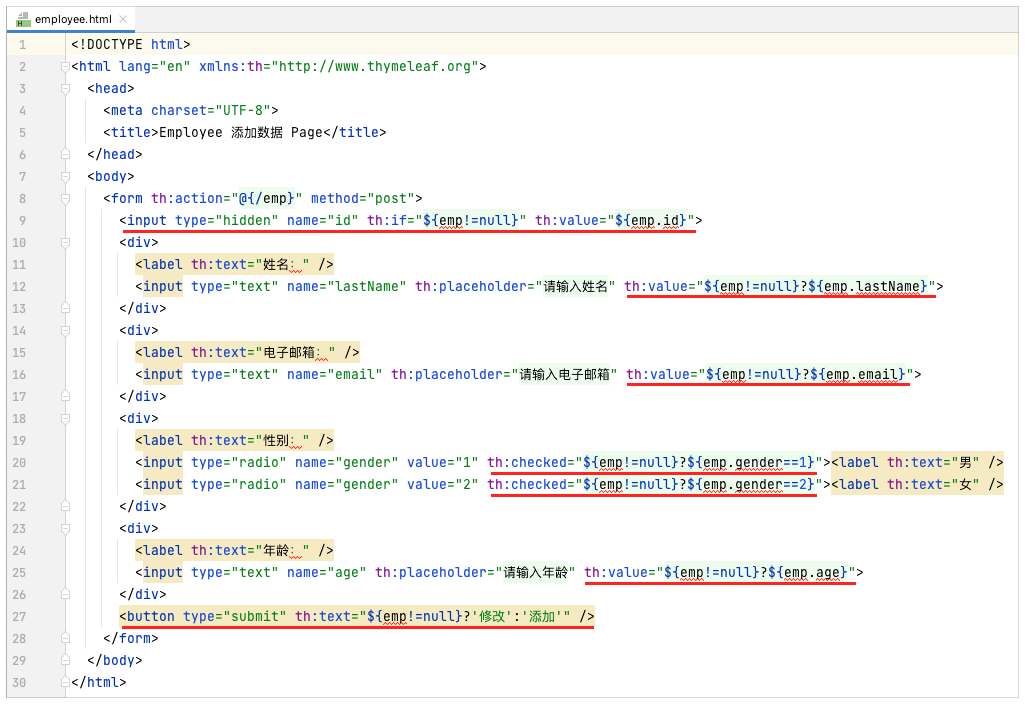 employee.html
1 <!DOCTYPE html>
2 <html lang="en" xmlns:th="http://www.thymeleaf.org">
3 <head>
4 <meta charset="UTF-8">
5 <title>Employee 添加数据 Page</title>
6 </head>
7 <body>
8 <form th:action="@{/emp}" method="post">
9 <input type="hidden" name="id" th:if="${emp!=null}" th:value="${emp.id}">
10 <div>
11 <label th:text="姓名：" />
12 <input type="text" name="lastName" th:placeholder="请输入姓名" th:value="${emp!=null}?${emp.lastName}">
13 </div>
14 <div>
15 <label th:text="电子邮箱：" />
16 <input type="text" name="email" th:placeholder="请输入电子邮箱" th:value="${emp!=null}?${emp.email}">
17 </div>
18 <div>
19 <label th:text="性别：" />
20 <input type="radio" name="gender" value="1" th:checked="${emp!=null}?${emp.gender==1}"><label th:text="男" />
21 <input type="radio" name="gender" value="2" th:checked="${emp!=null}?${emp.gender==2}"><label th:text="女" />
22 </div>
23 <div>
24 <label th:text="年龄：" />
25 <input type="text" name="age" th:placeholder="请输入年龄" th:value="${emp!=null}?${emp.age}">
26 </div>
27 <button type="submit" th:text="${emp!=null}?'修改':'添加'" />
28 </form>
29 </body>
30 </html>